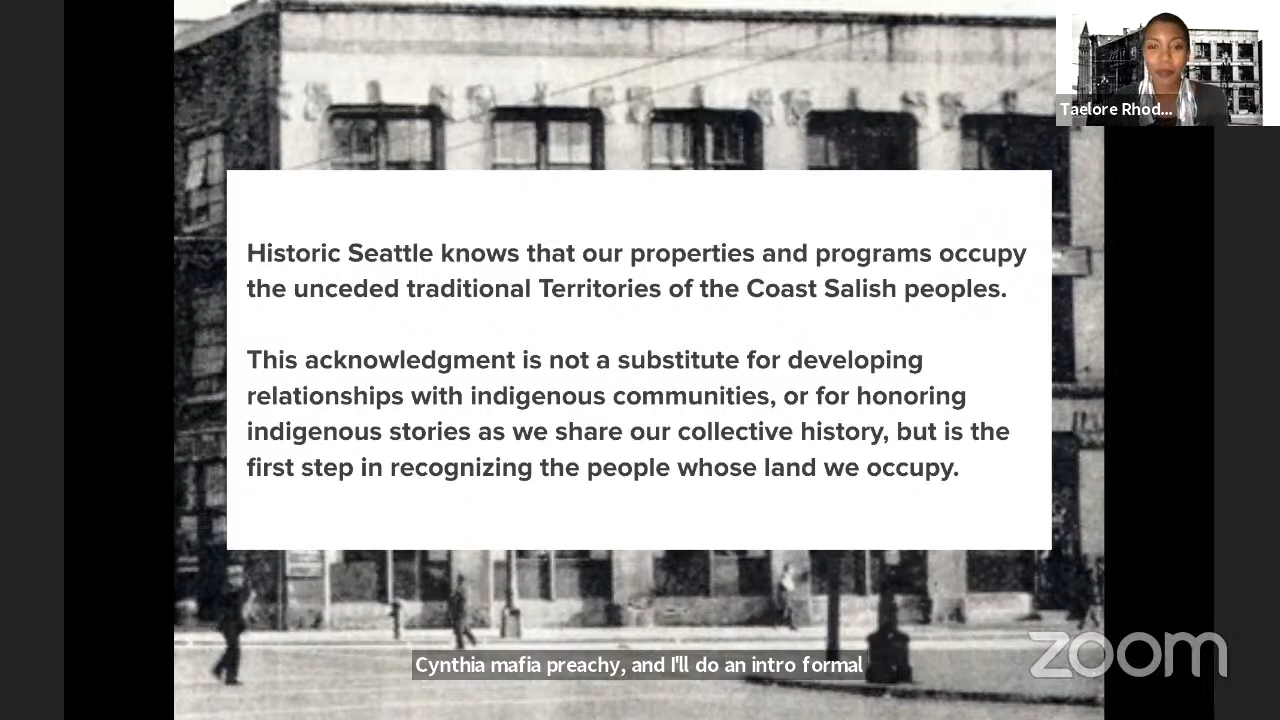 Taelore Rhod...
Historic Seattle knows that our properties and programs occupy
the unceded traditional Territories of the Coast Salish peoples.
This acknowledgment is not a substitute for developing
relationships with indigenous communities, or for honoring
indigenous stories as we share our collective history, but is the
first step in recognizing the people whose land we occupy.
Cynthia mafia preachy, and I'll do an intro formal
zoom